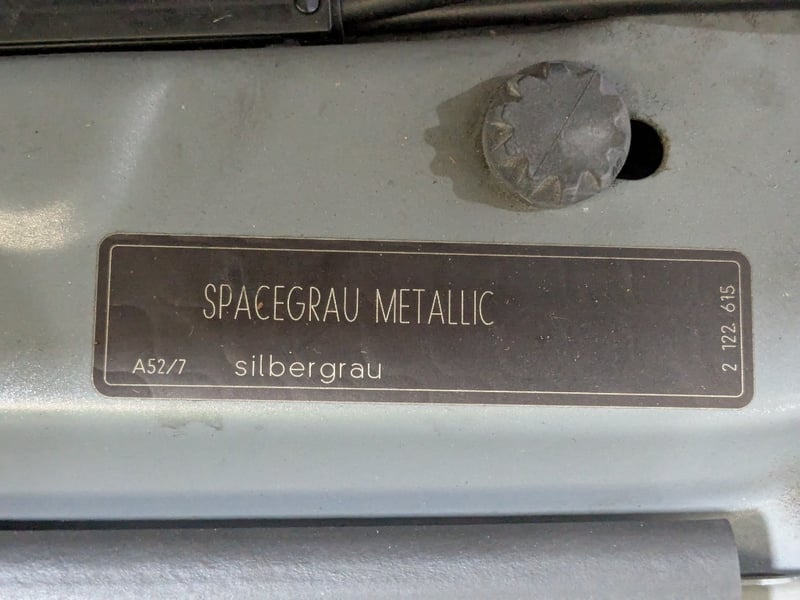 SPACEGRAU METALLIC
A52/7 silbergrau
2 122 615